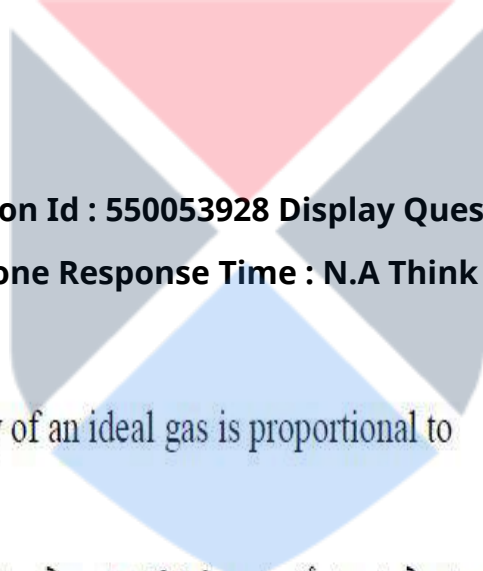 on Id : 550053928 Display Ques
one Response Time : N.A Think
of an ideal gas is proportional to